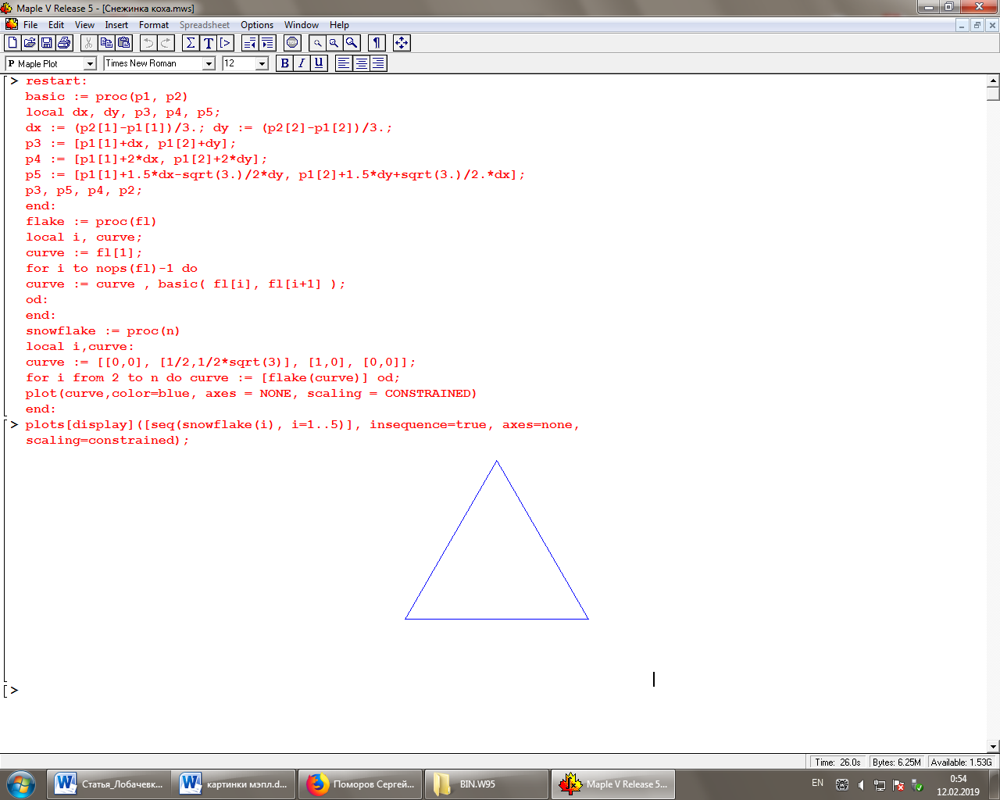 Maple V Release 5 - [Снежинка коха.mws]
File Edit View Insert Format Spreadsheet Options Window Help
P Maple Plot Times New Roman 12 B I U
> restart:
basic := proc(p1, p2)
local dx, dy, p3, p4, p5;
dx := (p2[1]-p1[1])/3.; dy := (p2[2]-p1[2])/3.;
p3 := [p1[1]+dx, p1[2]+dy];
p4 := [p1[1]+2*dx, p1[2]+2*dy];
p5 := [p1[1]+1.5*dx-sqrt(3.)/2*dy, p1[2]+1.5*dy+sqrt(3.)/2.*dx];
p3, p5, p4, p2;
end:
flake := proc(fl)
local i, curve;
curve := fl[1];
for i to nops(fl)-1 do
curve := curve , basic( fl[i], fl[i+1] );
od:
end:
snowflake := proc(n)
local i,curve:
curve := [[0,0], [1/2,1/2*sqrt(3)], [1,0], [0,0]];
for i from 2 to n do curve := [flake(curve)] od;
plot(curve,color=blue, axes = NONE, scaling = CONSTRAINED)
end:
> plots[display]([seq(snowflake(i), i=1..5)], insequence=true, axes=none,
scaling=constrained);
>
Time: 26.0s Bytes: 6.25M Available: 1.53G
Статья_Лобачевк... картинки мэпл.d... Поморов Сергей... BIN.W95 Maple V Release 5... EN 0:54
12.02.2019